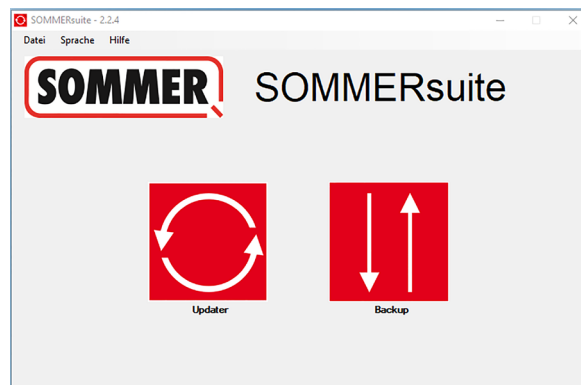 SOMMERsuite - 2.2.4
Datei Sprache Hilfe
SOMMER
SOMMERsuite
Updater
Backup